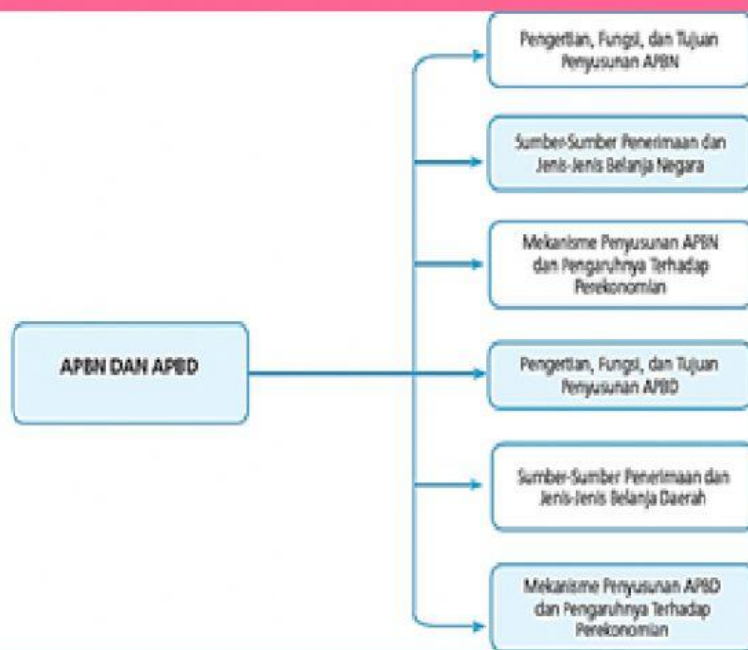 Pengertian, Fungsi, dan Tujuan
Penyusunan APBN
Sumber-Sumber Penerimaan dan
Jenis-Jenis Belanja Negara
Mekanisme Penyusunan APBN
dan Pengaruhnya Terhadap
Perekonomian
APBN DAN APBD
Pengertian, Fungsi, dan Tujuan
Penyusunan APBD
Sumber-Sumber Penerimaan dan
Jenis-Jenis Belanja Daerah
Mekanisme Penyusunan APBD
dan Pengaruhnya Terhadap
Perekonomian